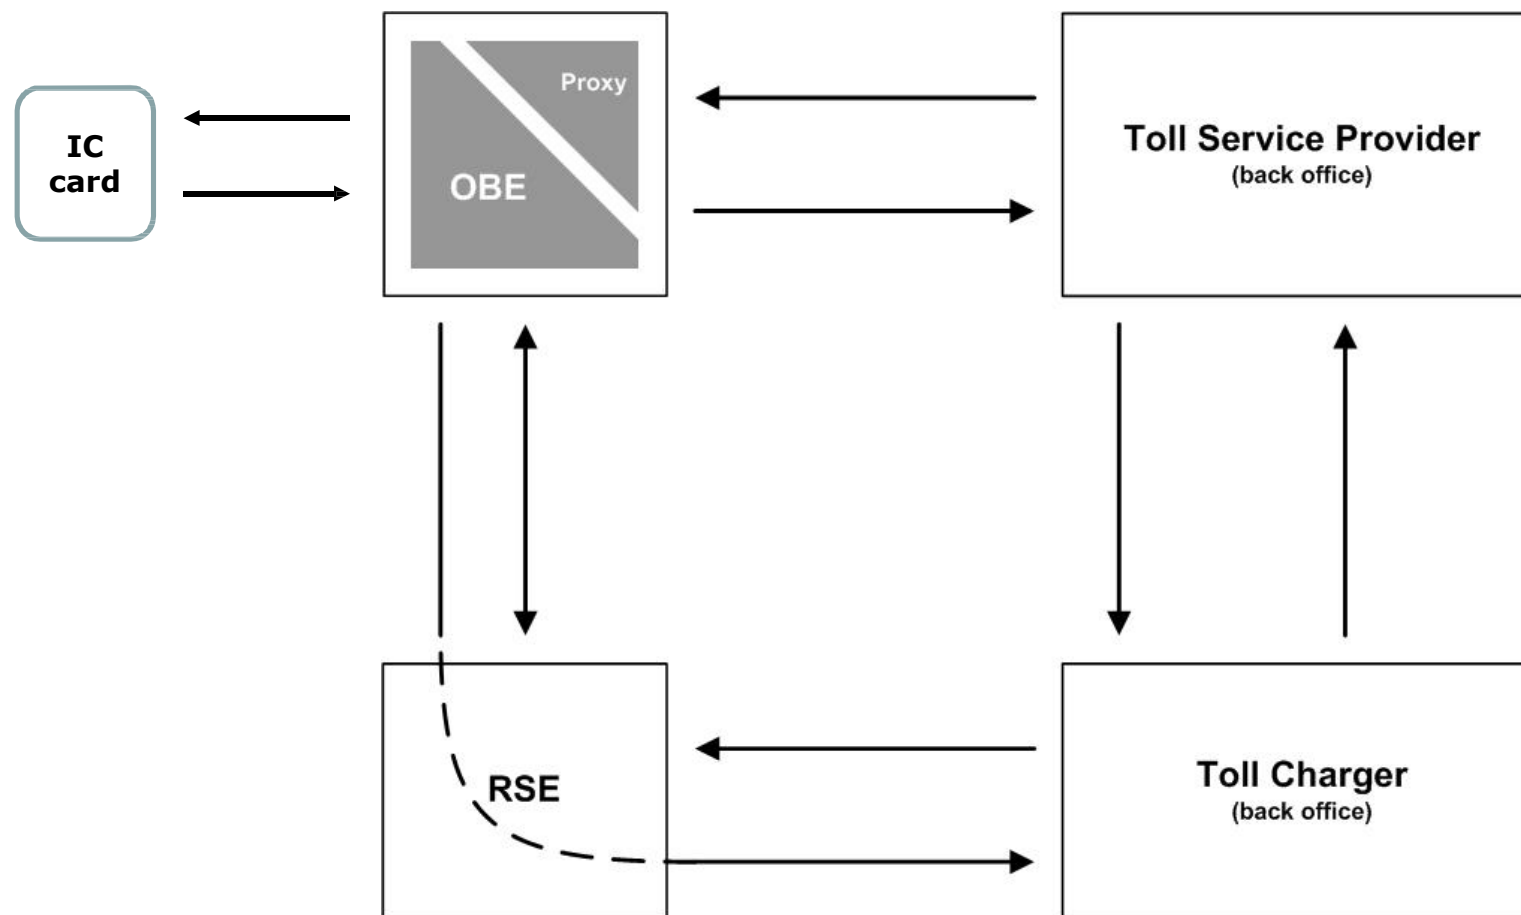 IC
card
Proxy
OBE
Toll Service Provider
(back office)
RSE
Toll Charger
(back office)